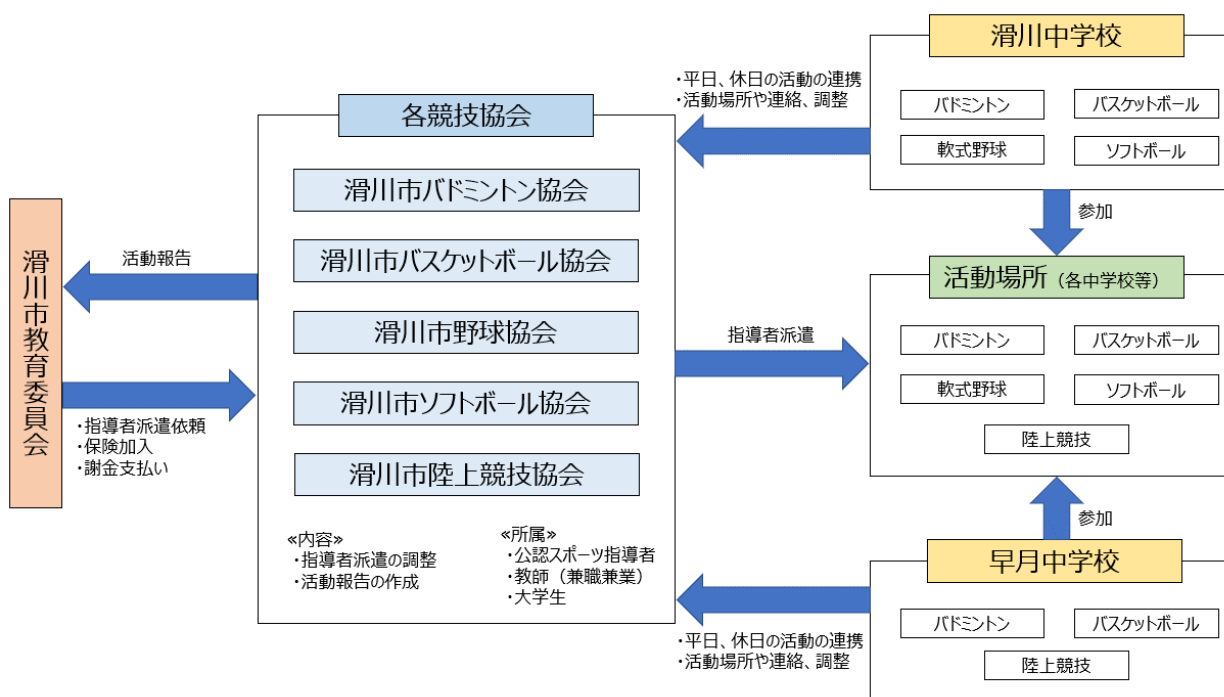 滑川市教育委員会
活動報告
・指導者派遣依頼
・保険加入
・謝金支払い
各競技協会
滑川市バドミントン協会
滑川市バスケットボール協会
滑川市野球協会
滑川市ソフトボール協会
滑川市陸上競技協会
≪内容≫
・指導者派遣の調整
・活動報告の作成
≪所属≫
・公認スポーツ指導者
・教師（兼職兼業）
・大学生
・平日、休日の活動の連携
・活動場所や連絡、調整
指導者派遣
・平日、休日の活動の連携
・活動場所や連絡、調整
滑川中学校
バドミントン
バスケットボール
軟式野球
ソフトボール
参加
活動場所（各中学校等）
バドミントン
バスケットボール
軟式野球
ソフトボール
陸上競技
参加
早月中学校
バドミントン
バスケットボール
陸上競技